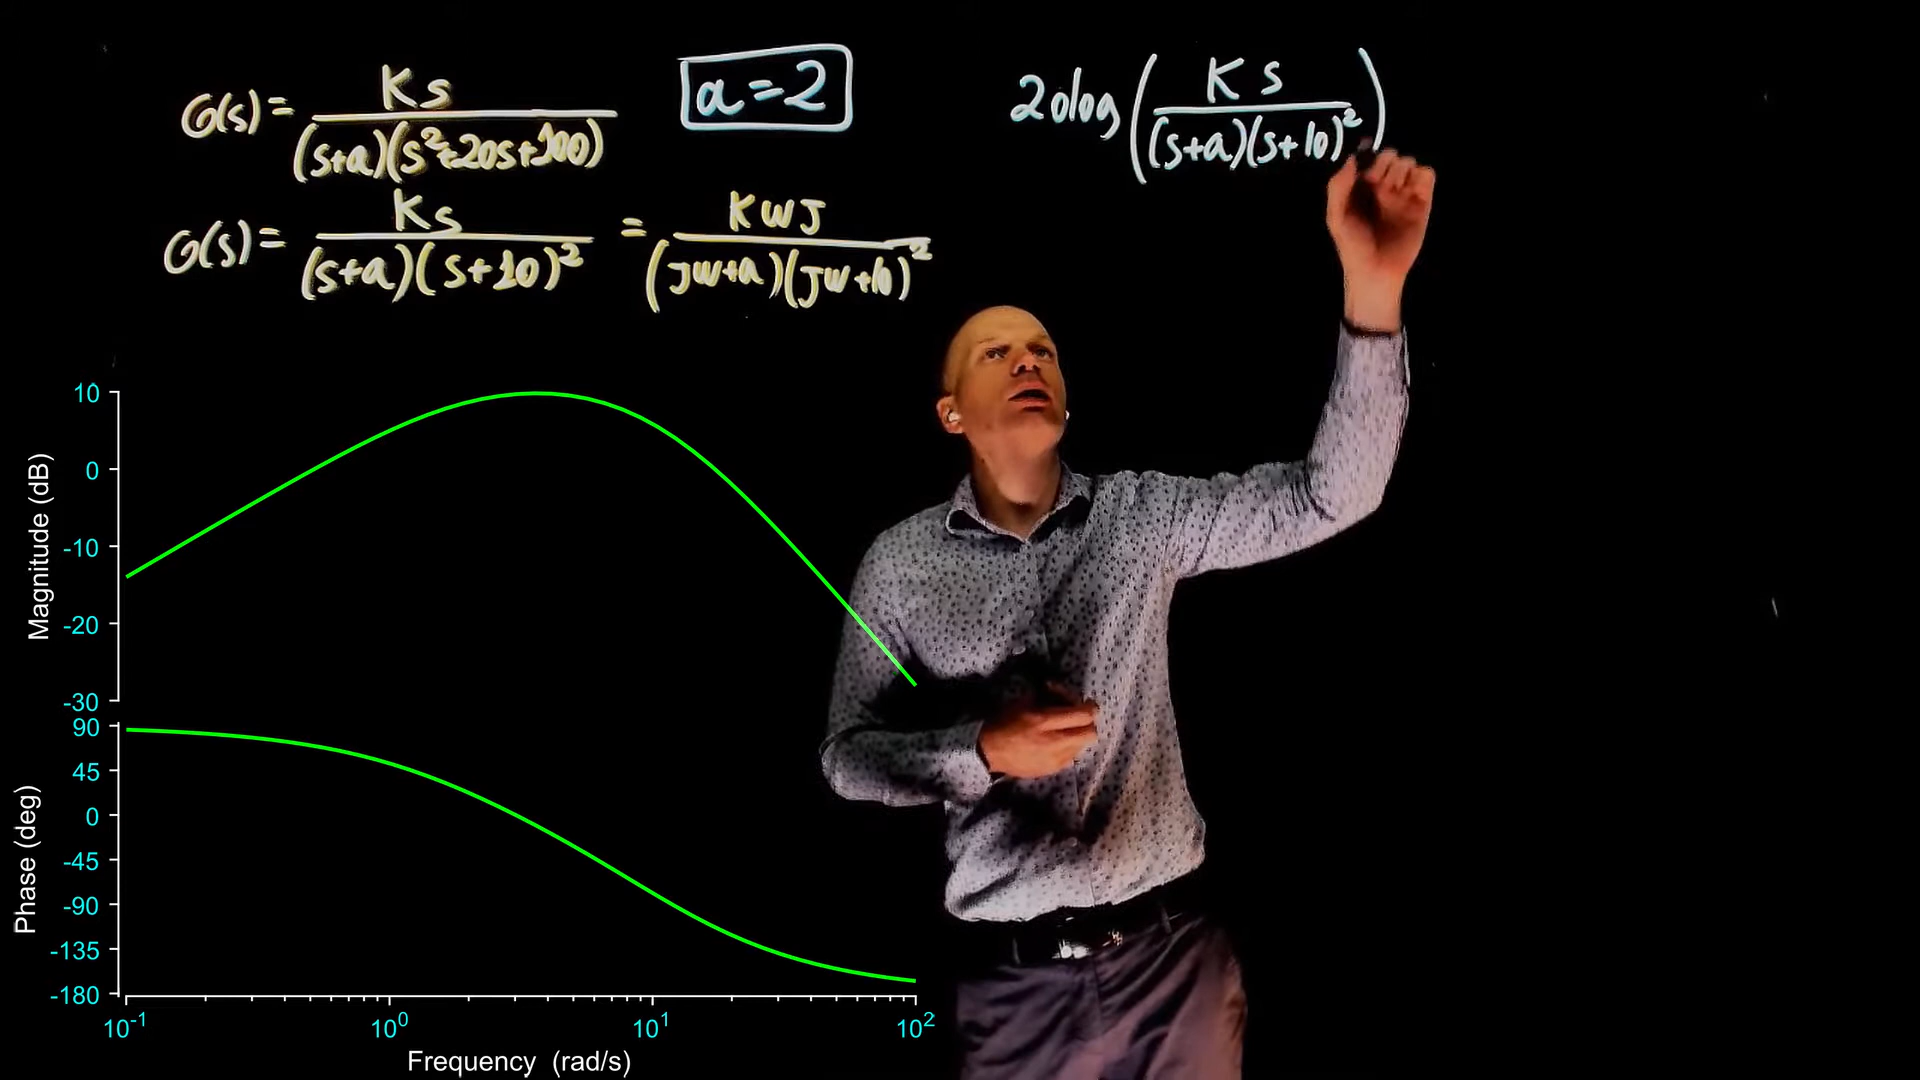 G(s) = Ks / (s+a)(s²+20s+100)
a=2
20log ( K s / (s+a)(s+10)² )
G(s) = Ks / (s+a)(s+10)² = KωJ / (Jω+a)(Jω+10)²
Magnitude (dB)
10
0
-10
-20
-30
Phase (deg)
90
45
0
-45
-90
-135
-180
10⁻¹ 10⁰ 10¹ 10²
Frequency (rad/s)